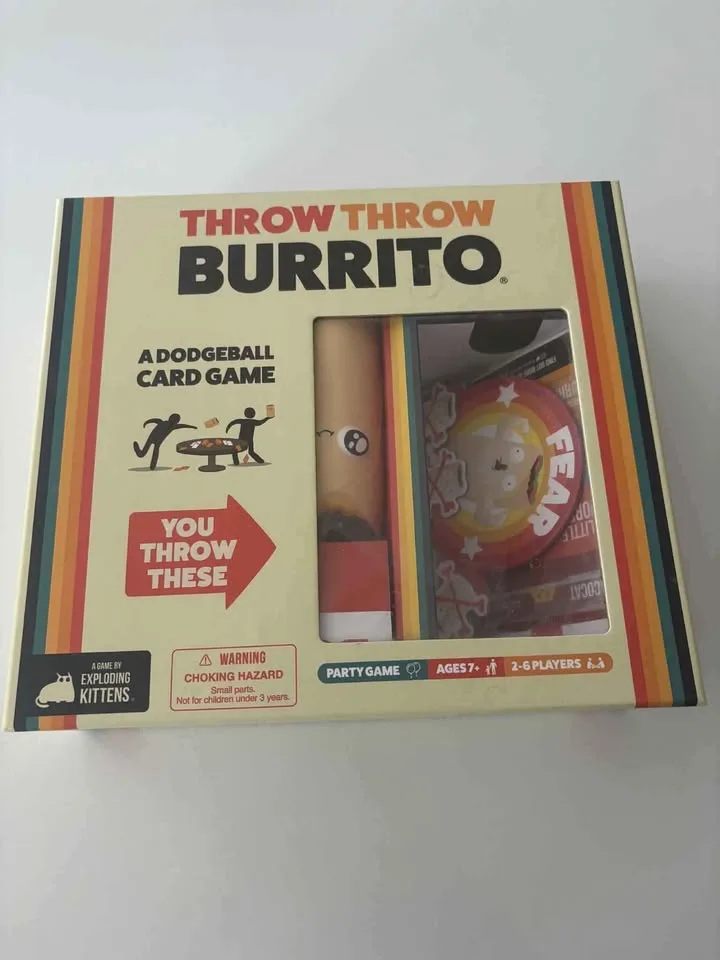 THROW THROW
BURRITO®
A DODGEBALL
CARD GAME
YOU
THROW
THESE
FEAR
A GAME BY
EXPLODING
KITTENS
WARNING
CHOKING HAZARD
Small parts.
Not for children under 3 years.
PARTY GAME
AGES 7+
2-6 PLAYERS